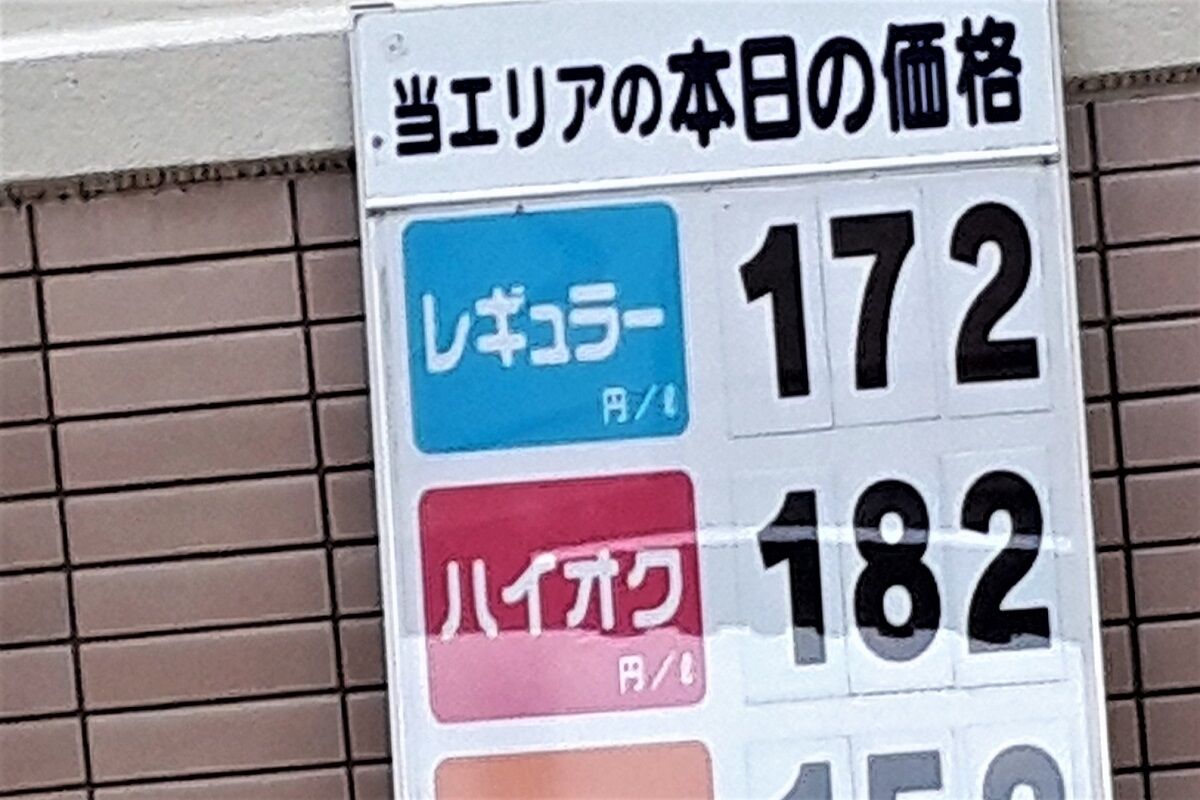 当エリアの本日の価格
レギュラー 172
円/ℓ
ハイオク 182
円/ℓ